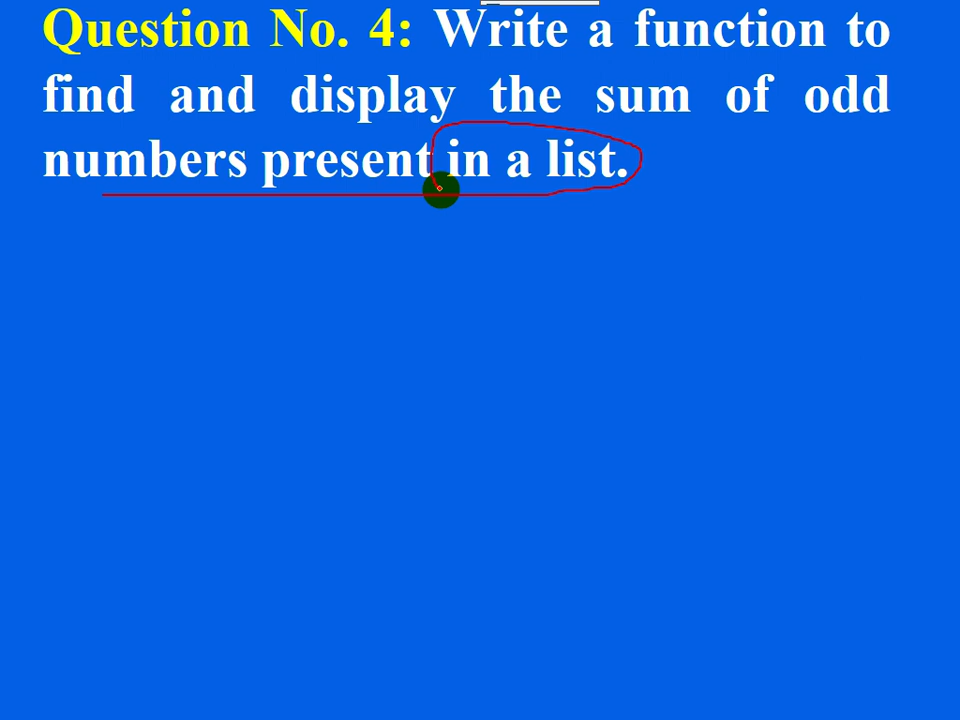 Question No. 4: Write a function to
find and display the sum of odd
numbers present in a list.